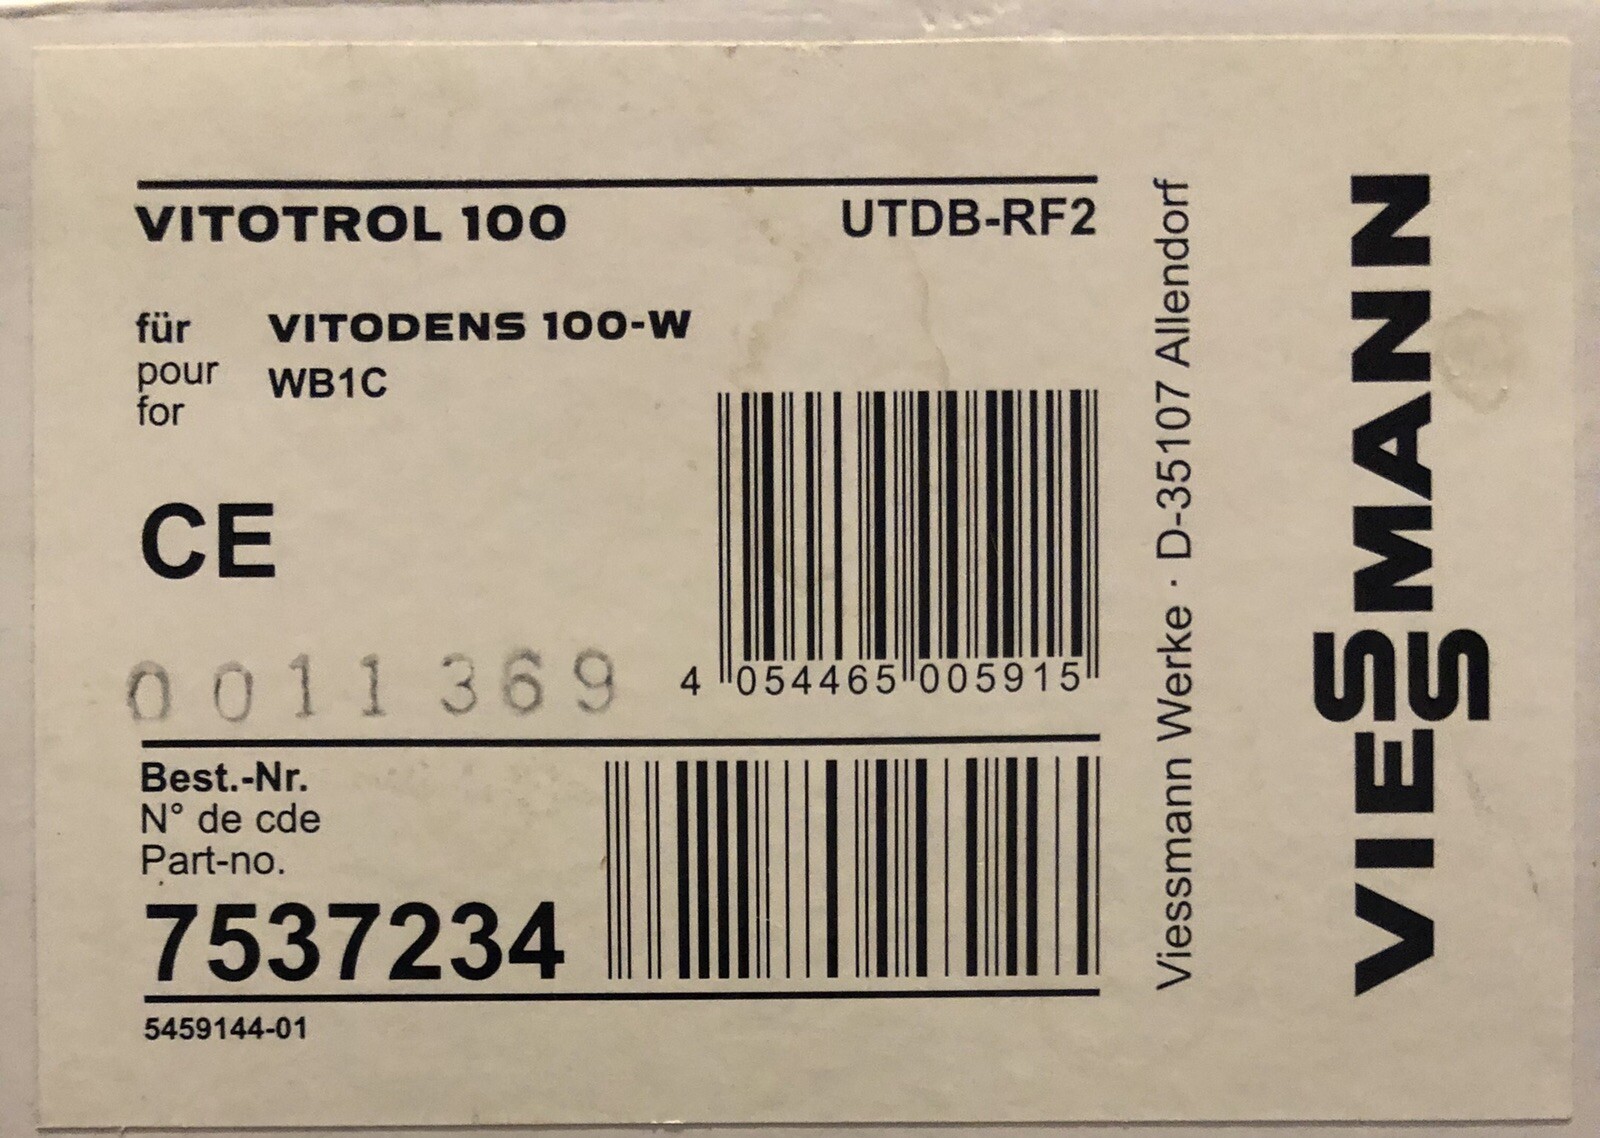 VITOTROL 100 UTDB-RF2
für VITODENS 100-W
pour WB1C
for
CE
0011369
4 054465 005915
Best.-Nr.
N° de cde
Part-no.
7537234
5459144-01
Viessmann Werke · D-35107 Allendorf
VIESSMANN